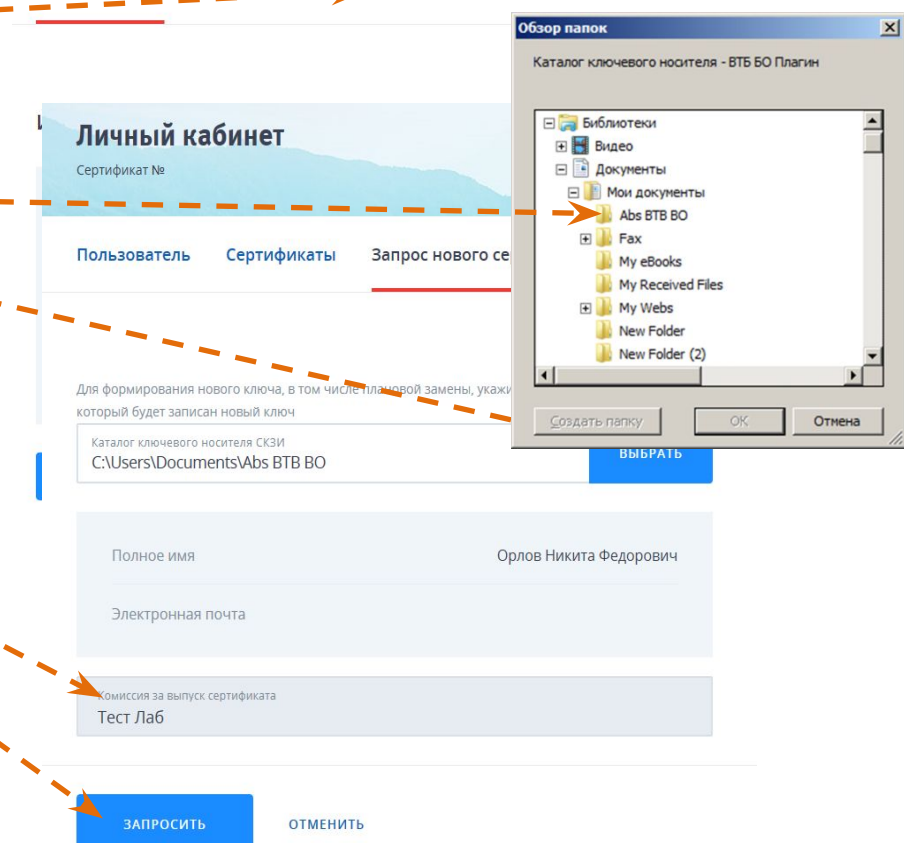 Обзор папок
Каталог ключевого носителя - ВТБ БО Плагин
Библиотеки
Видео
Документы
Мои документы
Abs BTB BO
Fax
My eBooks
My Received Files
My Webs
New Folder
New Folder (2)
Создать папку
OK
Отмена
Личный кабинет
Сертификат №
Пользователь Сертификаты Запрос нового се
Для формирования нового ключа, в том числе плановой замены, укажи
который будет записан новый ключ
Каталог ключевого носителя СКЗИ
C:\Users\Documents\Abs BTB BO
ВЫБРАТЬ
Полное имя Орлов Никита Федорович
Электронная почта
Комиссия за выпуск сертификата
Тест Лаб
ЗАПРОСИТЬ ОТМЕНИТЬ